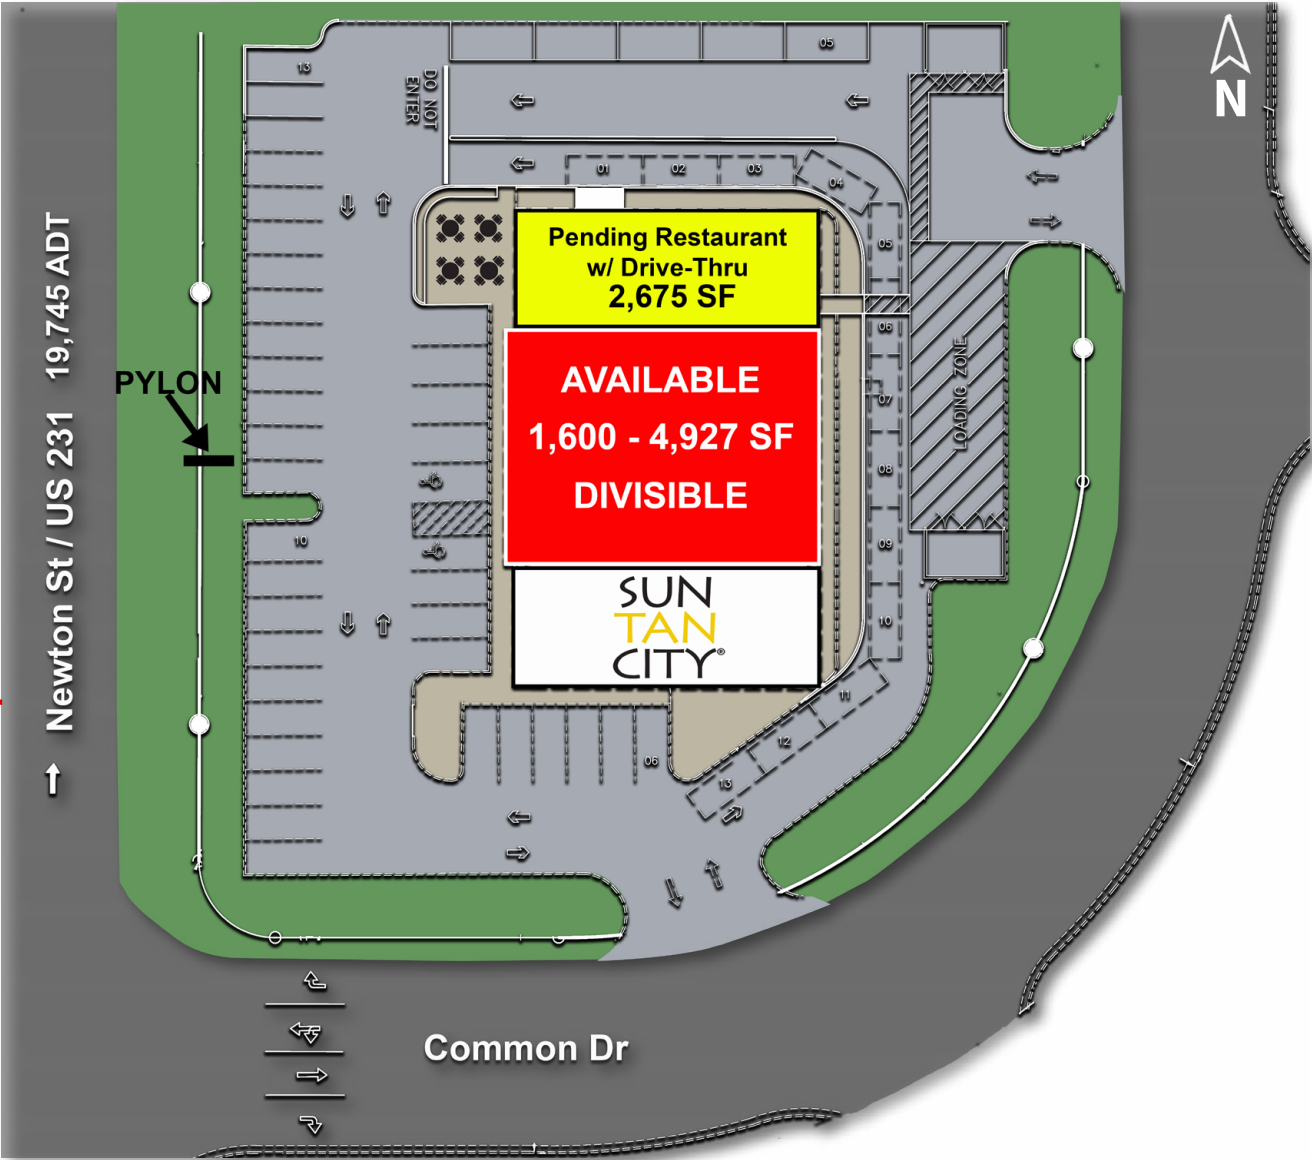 05
N
13
DO NOT
ENTER
01
02
03
04
05
Pending Restaurant
w/ Drive-Thru
2,675 SF
06
AVAILABLE
1,600 - 4,927 SF
DIVISIBLE
07
LOADING ZONE
PYLON
Newton St / US 231 19,745 ADT
08
10
09
SUN
TAN
CITY®
10
11
12
06
13
Common Dr